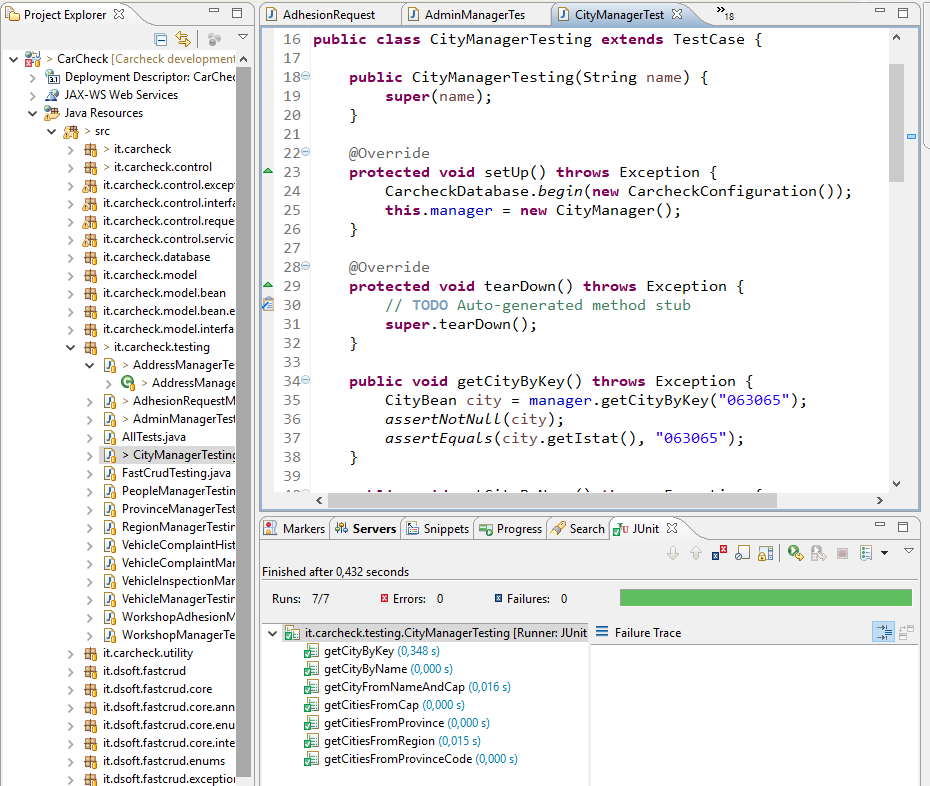 Project Explorer
> CarCheck [Carcheck development
Deployment Descriptor: CarChec
JAX-WS Web Services
Java Resources
> src
> it.carcheck
> it.carcheck.control
it.carcheck.control.excep
it.carcheck.control.interfa
it.carcheck.control.reque
it.carcheck.control.servic
it.carcheck.database
it.carcheck.model
it.carcheck.model.bean
it.carcheck.model.bean.e
it.carcheck.model.interfa
> it.carcheck.testing
> AddressManagerTe
> AddressManage
> AdhesionRequestM
> AdminManagerTest
AllTests.java
> CityManagerTesting
FastCrudTesting.java
PeopleManagerTestin
ProvinceManagerTest
RegionManagerTestin
VehicleComplaintHist
VehicleComplaintMar
VehicleInspectionMar
VehicleManagerTestin
WorkshopAdhesionM
WorkshopManagerTe
it.carcheck.utility
it.dsoft.fastcrud
it.dsoft.fastcrud.core
it.dsoft.fastcrud.core.ann
it.dsoft.fastcrud.core.enu
it.dsoft.fastcrud.core.inte
it.dsoft.fastcrud.enums
it.dsoft.fastcrud.exception
AdhesionRequest
AdminManagerTes
CityManagerTest
»18
16 public class CityManagerTesting extends TestCase {
17
18 public CityManagerTesting(String name) {
19 super(name);
20 }
21
22 @Override
23 protected void setUp() throws Exception {
24 CarcheckDatabase.begin(new CarcheckConfiguration());
25 this.manager = new CityManager();
26 }
27
28 @Override
29 protected void tearDown() throws Exception {
30 // TODO Auto-generated method stub
31 super.tearDown();
32 }
33
34 public void getCityByKey() throws Exception {
35 CityBean city = manager.getCityByKey("063065");
36 assertNotNull(city);
37 assertEquals(city.getIstat(), "063065");
38 }
39
Markers
Servers
Snippets
Progress
Search
JUnit
Finished after 0,432 seconds
Runs: 7/7
Errors: 0
Failures: 0
it.carcheck.testing.CityManagerTesting [Runner: JUnit
getCityByKey (0,348 s)
getCityByName (0,000 s)
getCityFromNameAndCap (0,016 s)
getCitiesFromCap (0,000 s)
getCitiesFromProvince (0,000 s)
getCitiesFromRegion (0,015 s)
getCitiesFromProvinceCode (0,000 s)
Failure Trace